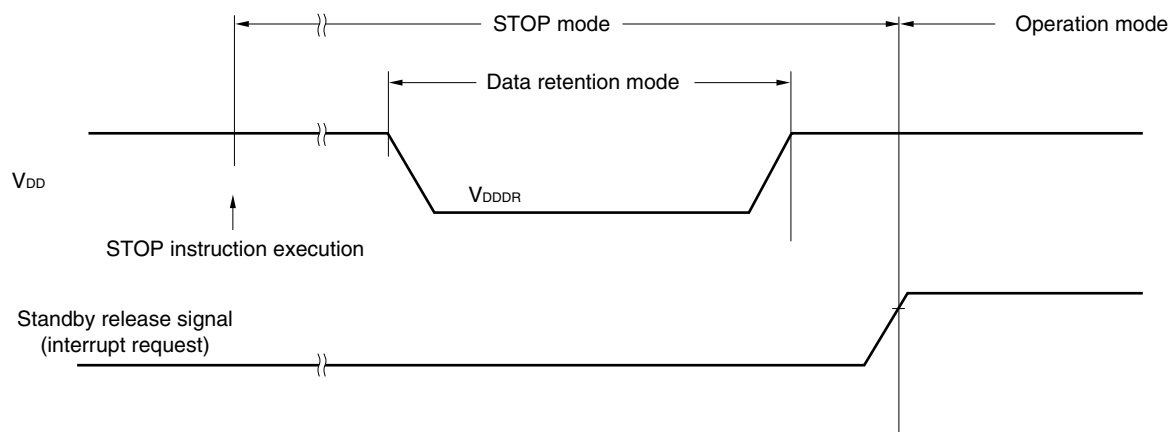 STOP mode
Operation mode
Data retention mode
VDD
VDDDR
STOP instruction execution
Standby release signal
(interrupt request)